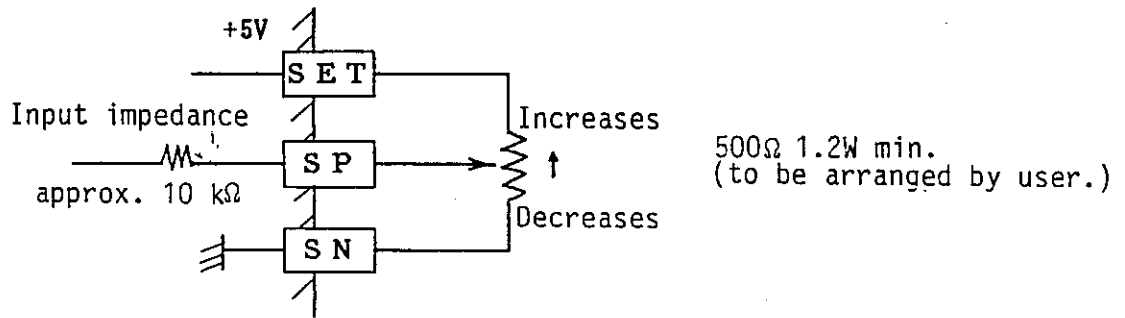 +5V
SET
Input impedance
Increases
SP
500Ω 1.2W min.
(to be arranged by user.)
approx. 10 kΩ
Decreases
SN